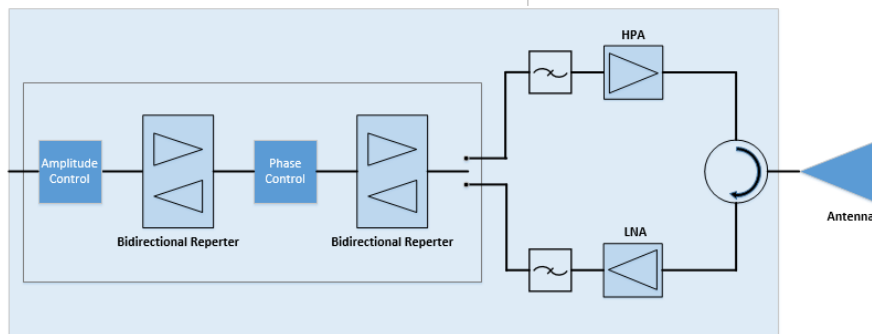 HPA
Amplitude
Control
Phase
Control
Bidirectional Reperter
Bidirectional Reperter
LNA
Antenna